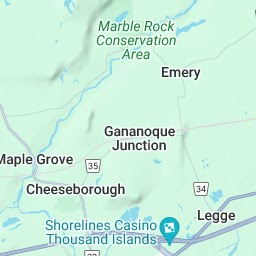 Marble Rock
Conservation
Area
Emery
Gananoque
Junction
Maple Grove
35
Cheeseborough
34
Legge
Shorelines Casino
Thousand Islands